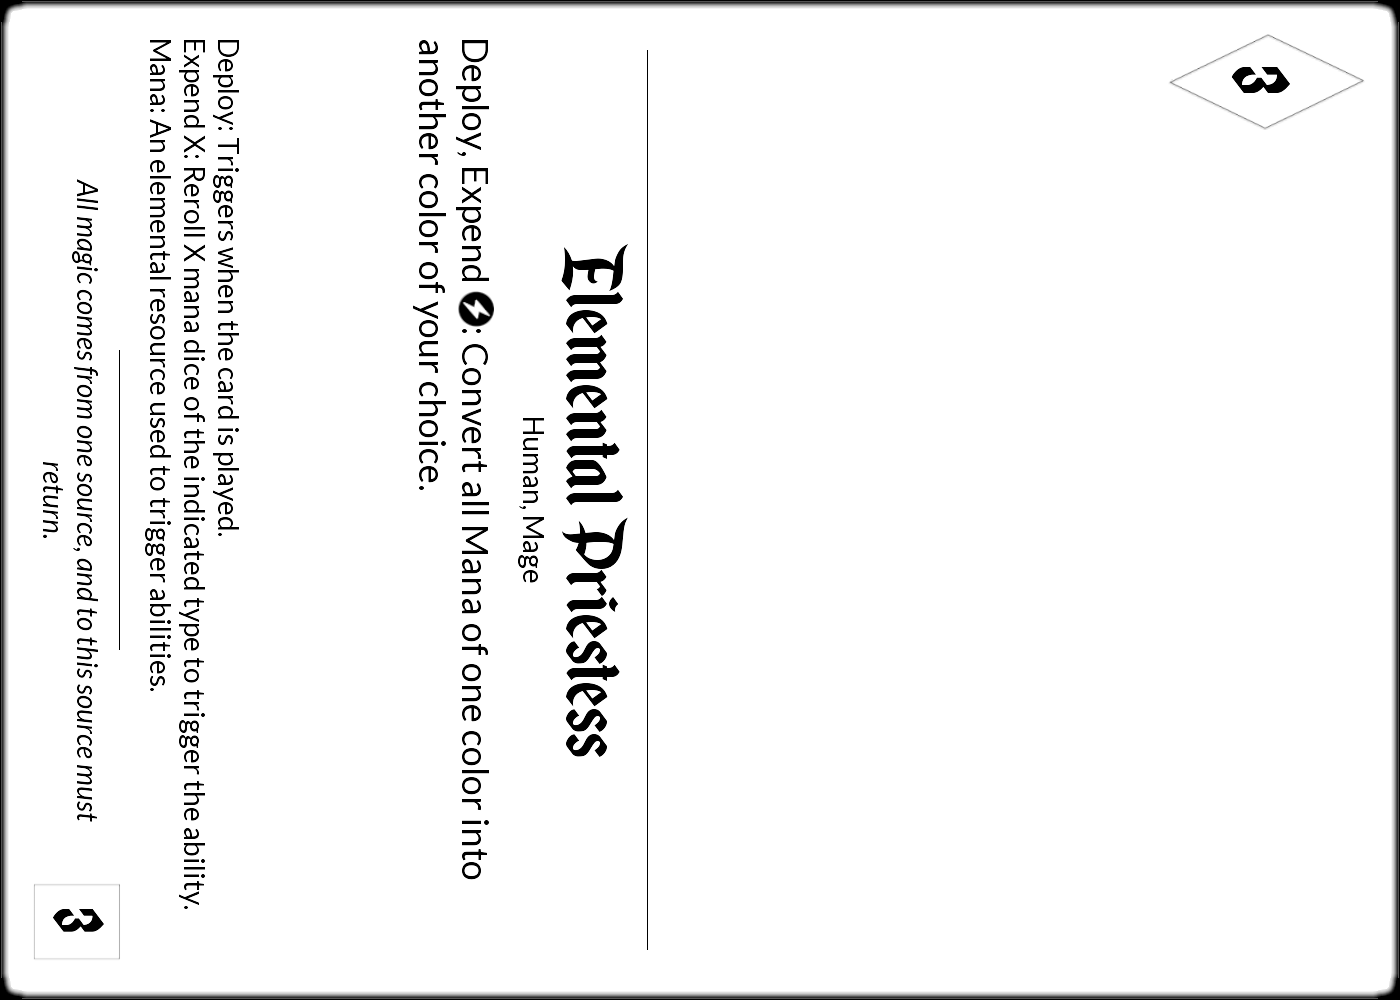 3
Elemental Priestess
Human, Mage
Deploy, Expend : Convert all Mana of one color into
another color of your choice.
Deploy: Triggers when the card is played.
Expend X: Reroll X mana dice of the indicated type to trigger the ability.
Mana: An elemental resource used to trigger abilities.
All magic comes from one source, and to this source must
return.
3